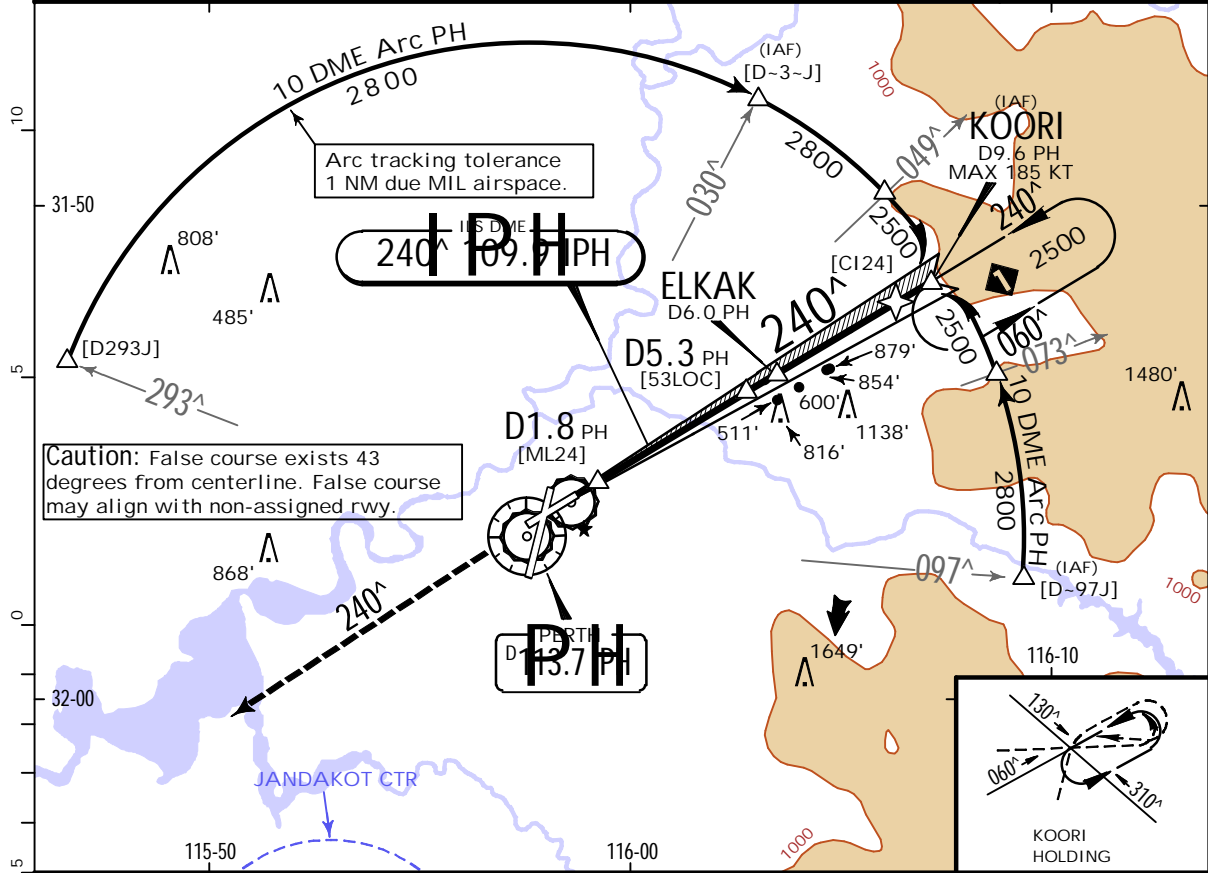 10 DME Arc PH
2800
(IAF)
[D~3~J]
1000
(IAF)
KOORI
D9.6 PH
MAX 185 KT
10
Arc tracking tolerance
1 NM due MIL airspace.
2800
049^
030^
31-50
808'
I PH
ILS DME
240^ 109.9 IPH
2500
240^
2500
[CI24]
1
485'
ELKAK
D6.0 PH
240^
2500
060^
073^
[D293J]
D5.3 PH
[53LOC]
879'
854'
600'
5
293^
1480'
511'
1138'
816'
10 DME Arc PH
2800
D1.8 PH
[ML24]
Caution: False course exists 43
degrees from centerline. False course
may align with non-assigned rwy.
868'
097^
(IAF)
[D~97J]
1000
240^
0
PERTH
PH
D 113.7 PH
1649'
116-10
32-00
130^
060^
310^
KOORI
HOLDING
JANDAKOT CTR
1000
115-50
116-00
5